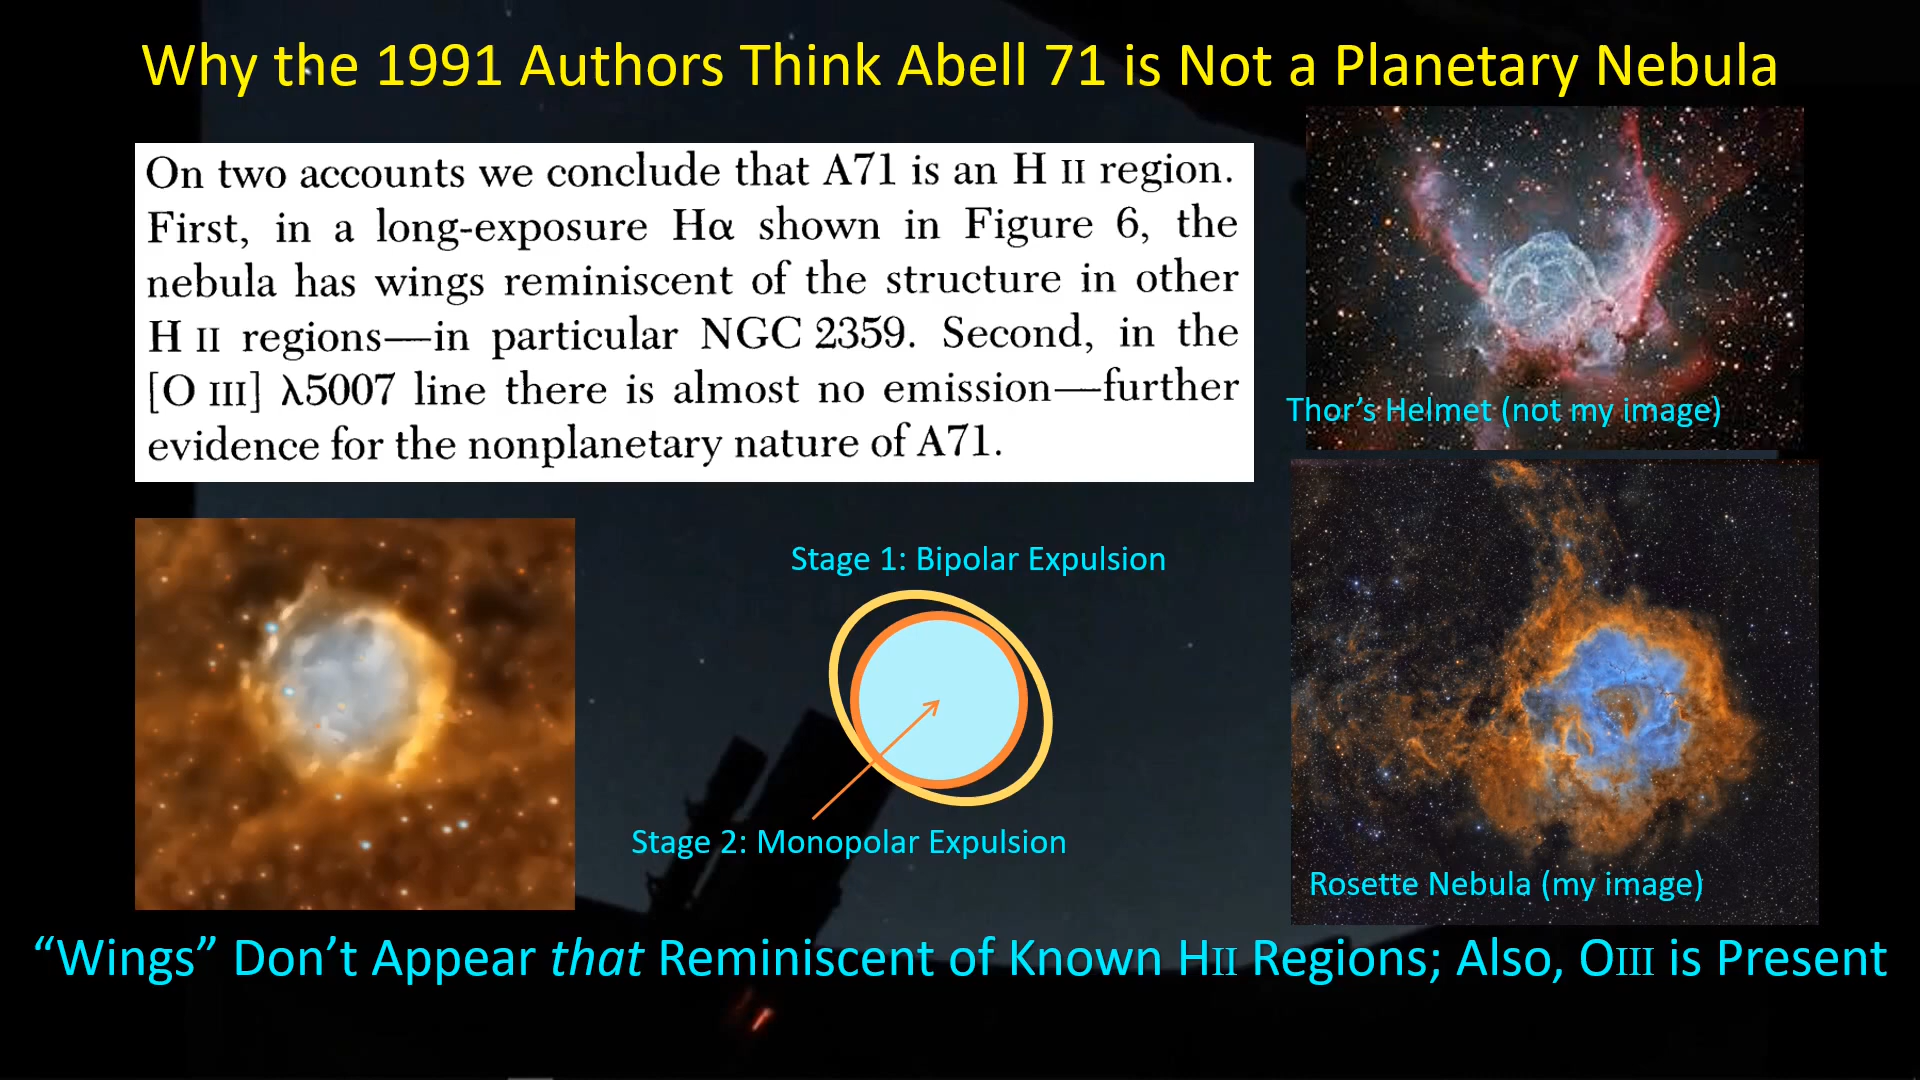 Why the 1991 Authors Think Abell 71 is Not a Planetary Nebula
On two accounts we conclude that A71 is an H II region.
First, in a long-exposure Hα shown in Figure 6, the
nebula has wings reminiscent of the structure in other
H II regions—in particular NGC 2359. Second, in the
[O III] λ5007 line there is almost no emission—further
evidence for the nonplanetary nature of A71.
Thor's Helmet (not my image)
Stage 1: Bipolar Expulsion
Stage 2: Monopolar Expulsion
Rosette Nebula (my image)
“Wings” Don't Appear that Reminiscent of Known HII Regions; Also, OIII is Present